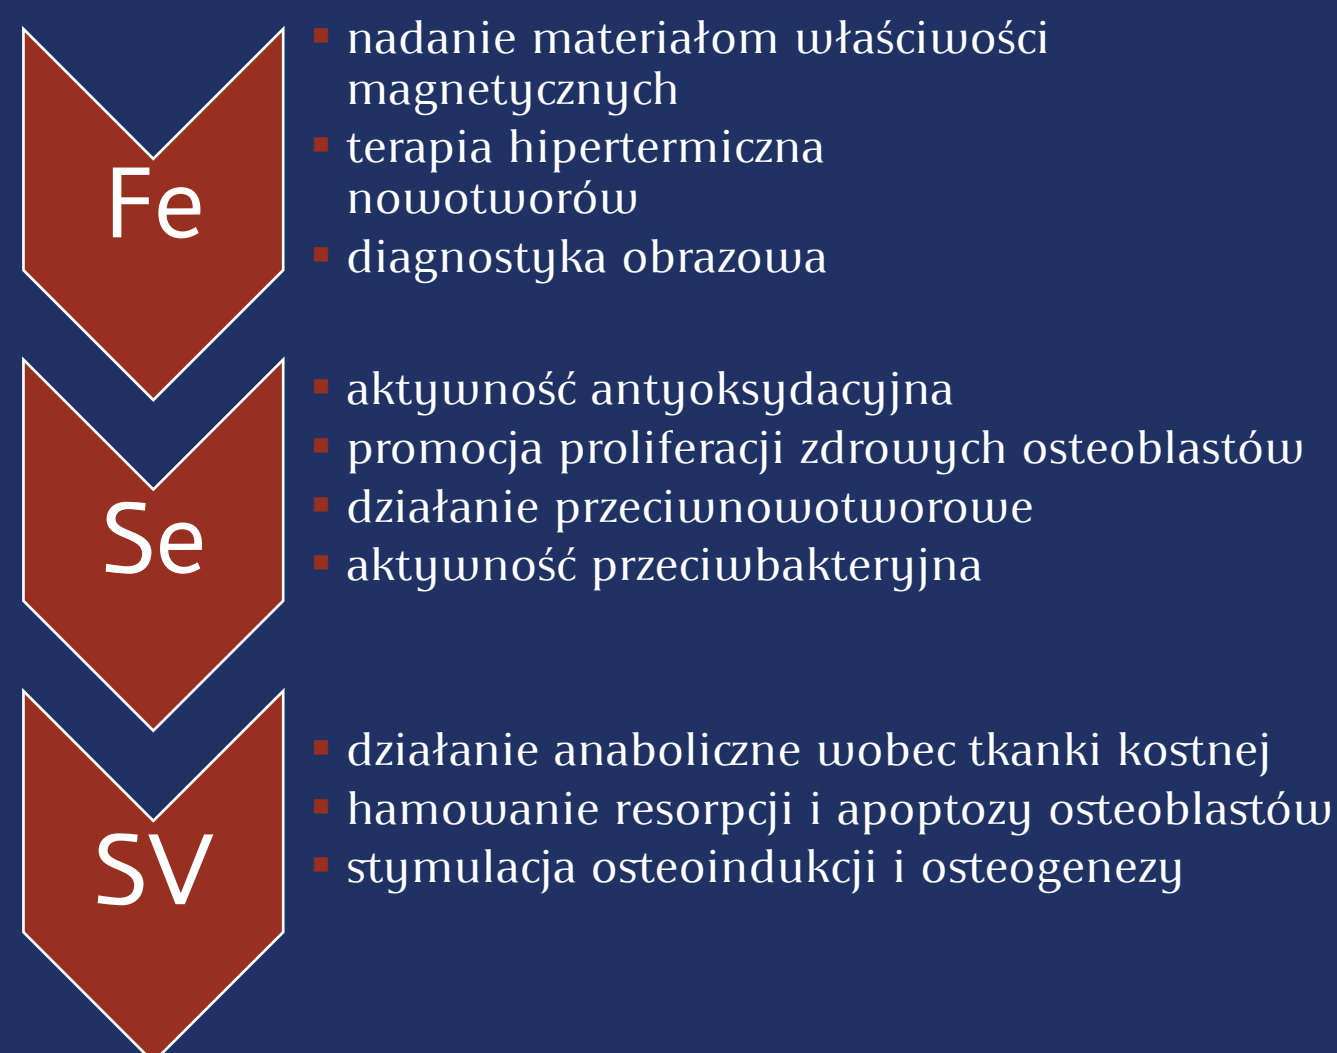 Fe
nadanie materiałom właściwości
magnetycznych
terapia hipertermiczna
nowotworów
diagnostyka obrazowa
Se
aktywność antyoksydacyjna
promocja proliferacji zdrowych osteoblastów
działanie przeciwnowotworowe
aktywność przeciwbakteryjna
SV
działanie anaboliczne wobec tkanki kostnej
hamowanie resorpcji i apoptozy osteoblastów
stymulacja osteoindukcji i osteogenezy